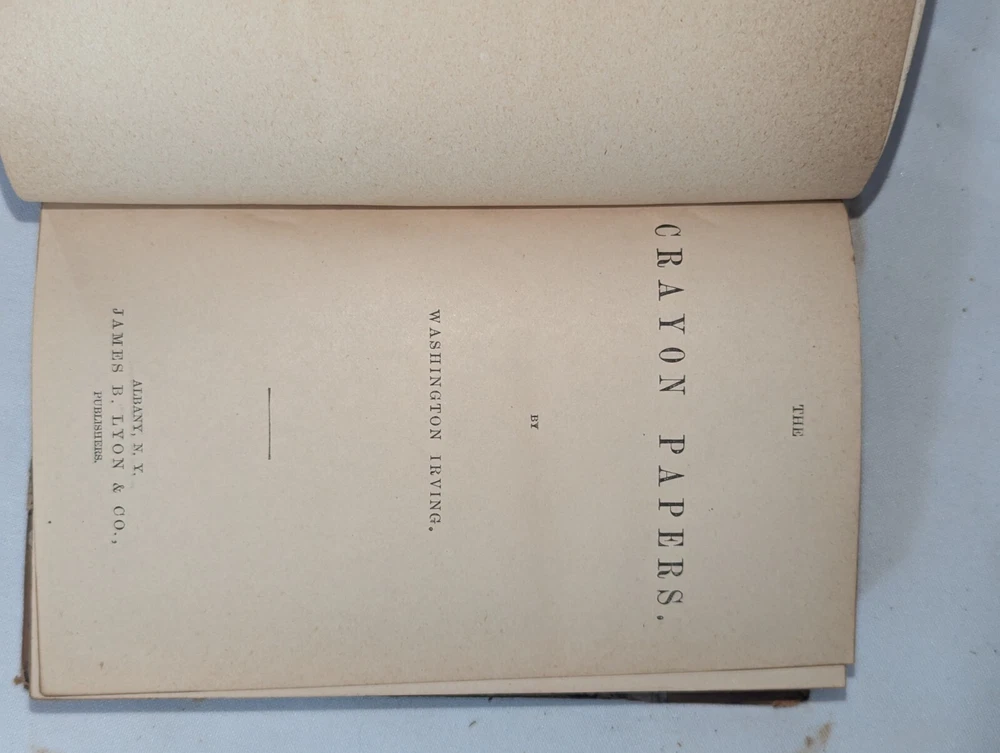 THE
CRAYON PAPERS.
BY
WASHINGTON IRVING.
ALBANY, N. Y.
JAMES B. LYON & CO.,
PUBLISHERS.